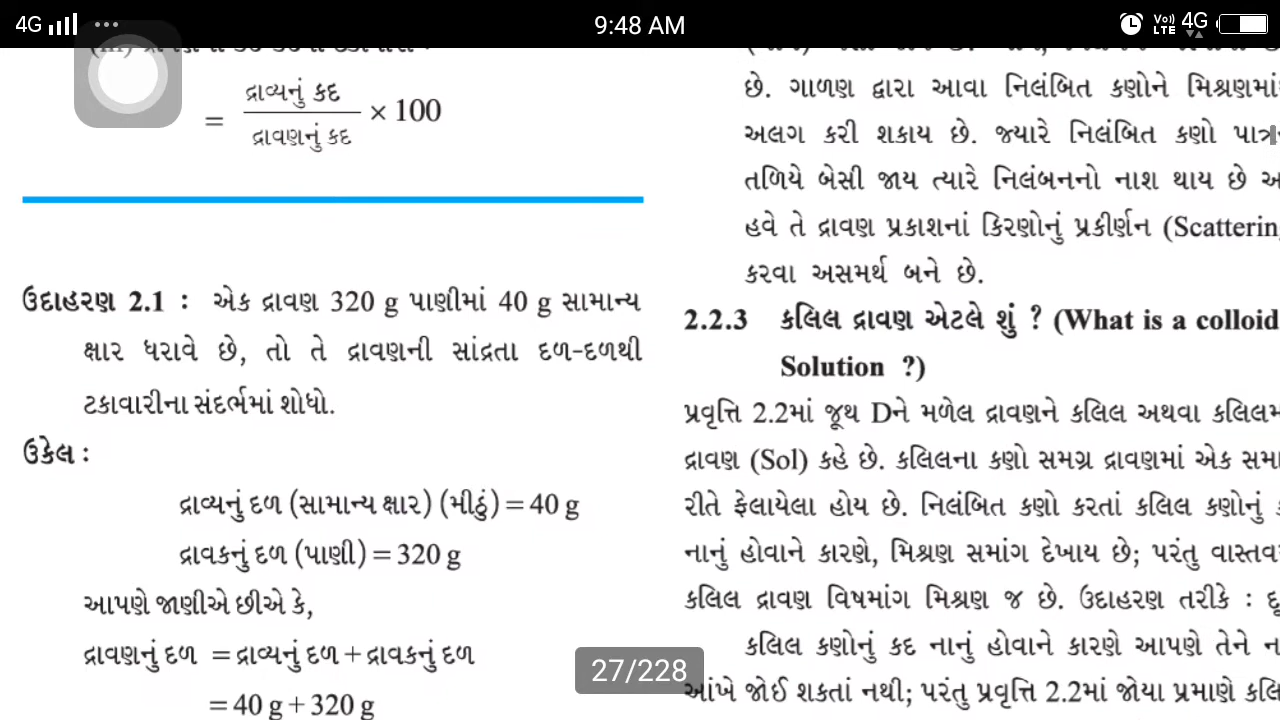 4G
9:48 AM
Vo)) LTE 4G
= દ્રાવ્યનું કદ
દ્રાવણનું કદ × 100
ઉદાહરણ 2.1 : એક દ્રાવણ 320 g પાણીમાં 40 g સામાન્ય
ક્ષાર ધરાવે છે, તો તે દ્રાવણની સાંદ્રતા દળ-દળથી
ટકાવારીના સંદર્ભમાં શોધો.
ઉકેલ :
દ્રાવ્યનું દળ (સામાન્ય ક્ષાર) (મીઠું) = 40 g
દ્રાવકનું દળ (પાણી) = 320 g
આપણે જાણીએ છીએ કે,
દ્રાવણનું દળ = દ્રાવ્યનું દળ + દ્રાવકનું દળ
= 40 g + 320 g
છે. ગાળણ દ્વારા આવા નિલંબિત કણોને મિશ્રણમાં
અલગ કરી શકાય છે. જ્યારે નિલંબિત કણો
તળિયે બેસી જાય ત્યારે નિલંબનનો નાશ થાય છે
હવે તે દ્રાવણ પ્રકાશનાં કિરણોનું પ્રકીર્ણન (Scatterin
કરવા અસમર્થ બને છે.
2.2.3 કલિલ દ્રાવણ એટલે શું ? (What is a colloid
Solution ?)
પ્રવૃત્તિ 2.2માં જૂથ Dને મળેલ દ્રાવણને કલિલ અથવા
દ્રાવણ (Sol) કહે છે. કલિલના કણો સમગ્ર દ્રાવણમાં એક
રીતે ફેલાયેલા હોય છે. નિલંબિત કણો કરતાં કલિલ કણોનું
નાનું હોવાને કારણે, મિશ્રણ સમાંગ દેખાય છે; પરંતુ
કલિલ દ્રાવણ વિષમાંગ મિશ્રણ જ છે. ઉદાહરણ તરીકે :
કલિલ કણોનું કદ નાનું હોવાને કારણે આપણે તેને
આંખે જોઈ શકતાં નથી; પરંતુ પ્રવૃત્તિ 2.2માં જોયા પ્રમાણે
27/228